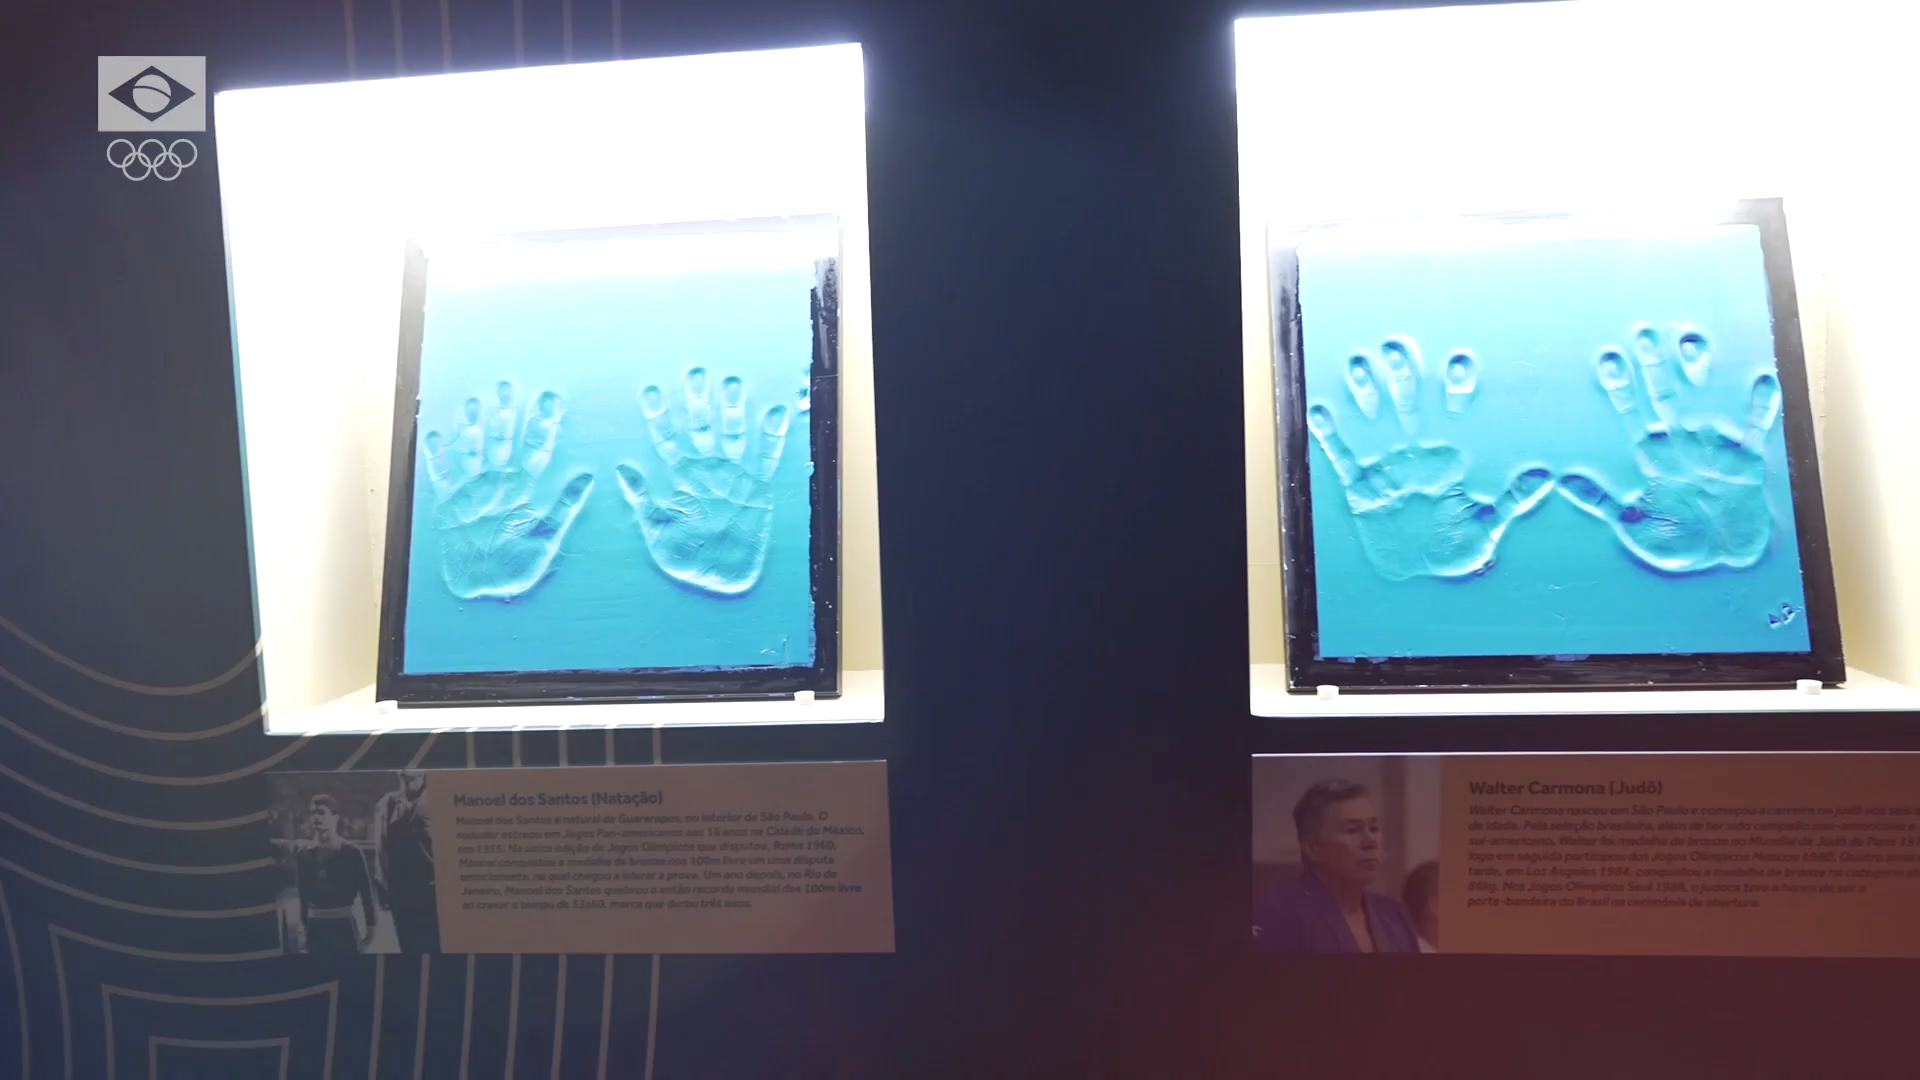 Manoel dos Santos (Natação)
Manoel dos Santos é natural de Guararapes, no interior de São Paulo. O
nadador estreou em Jogos Pan-americanos aos 16 anos na Cidade do México,
em 1955. Na única edição de Jogos Olímpicos que disputou, Roma 1960,
Manoel conquistou a medalha de bronze nos 100m livre em uma disputa
emocionante, na qual chegou a liderar a prova. Um ano depois, no Rio de
Janeiro, Manoel dos Santos quebrou o então recorde mundial dos 100m livre
ao cravar o tempo de 53s60, marca que durou três anos.
Walter Carmona (Judô)
Walter Carmona nasceu em São Paulo e começou a carreira no judô aos seis
de idade. Pela seleção brasileira, além de ter sido campeão pan-americano e
sul-americano, Walter foi medalha de bronze no Mundial de Judô de Paris
logo em seguida participou dos Jogos Olímpicos Moscou 1980. Quatro anos
tarde, em Los Angeles 1984, conquistou a medalha de bronze na categoria
86kg. Nos Jogos Olímpicos Seul 1988, o judoca teve a honra de ser o
porta-bandeira do Brasil na cerimônia de abertura.